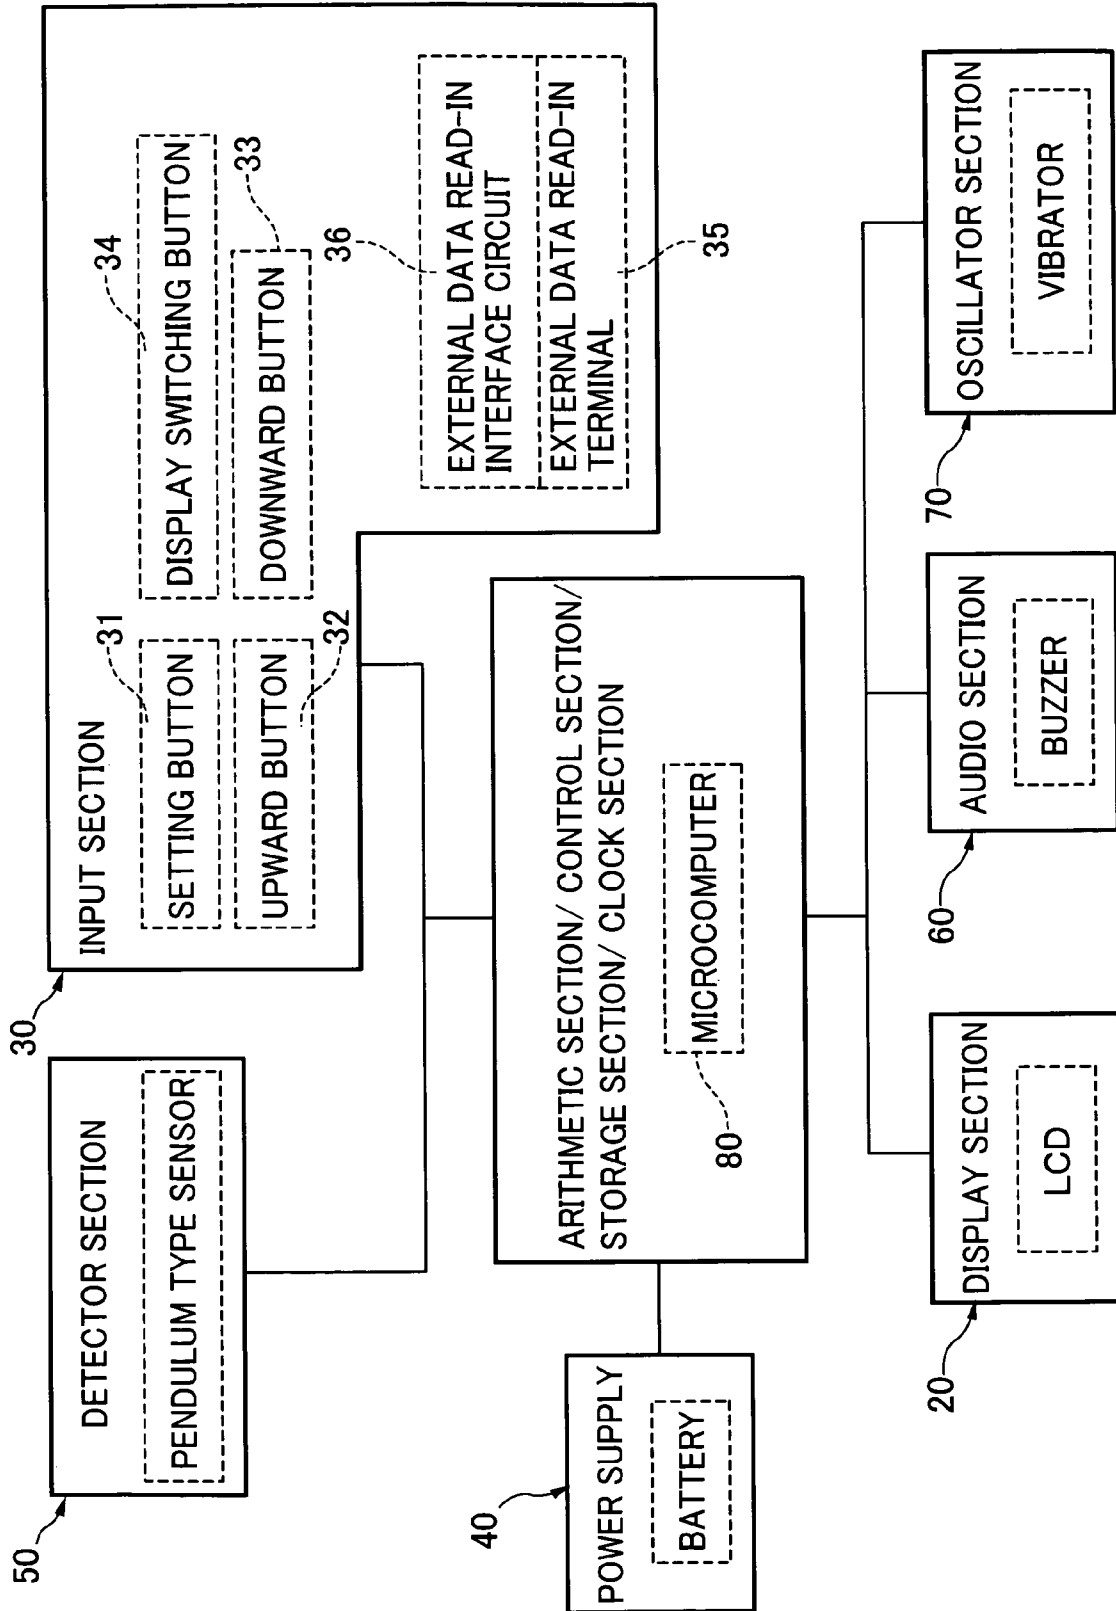 50
DETECTOR SECTION
PENDULUM TYPE SENSOR
30
INPUT SECTION
31
SETTING BUTTON
34
DISPLAY SWITCHING BUTTON
UPWARD BUTTON
32
DOWNWARD BUTTON
33
36
EXTERNAL DATA READ-IN
INTERFACE CIRCUIT
EXTERNAL DATA READ-IN
TERMINAL
35
40
POWER SUPPLY
BATTERY
ARITHMETIC SECTION/ CONTROL SECTION/
STORAGE SECTION/ CLOCK SECTION
MICROCOMPUTER
80
20
DISPLAY SECTION
LCD
60
AUDIO SECTION
BUZZER
70
OSCILLATOR SECTION
VIBRATOR